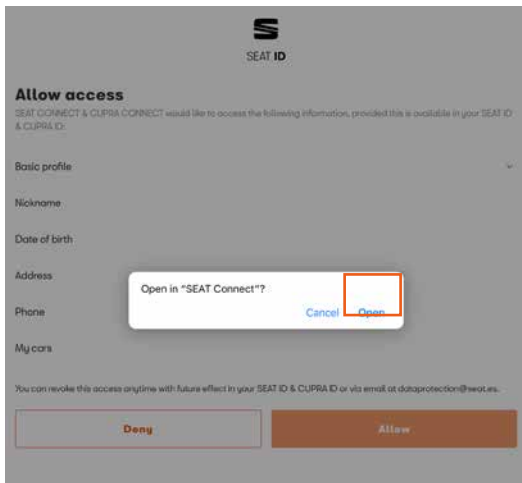 SEAT ID
Allow access
SEAT CONNECT & CUPRA CONNECT would like to access the following information, provided this is available in your SEAT ID
& CUPRA ID:
Basic profile
Nickname
Date of birth
Address
Open in "SEAT Connect"?
Phone
Cancel Open
My cars
You can revoke this access anytime with future effect in your SEAT ID & CUPRA ID or via email at dataprotection@seat.es.
Deny Allow